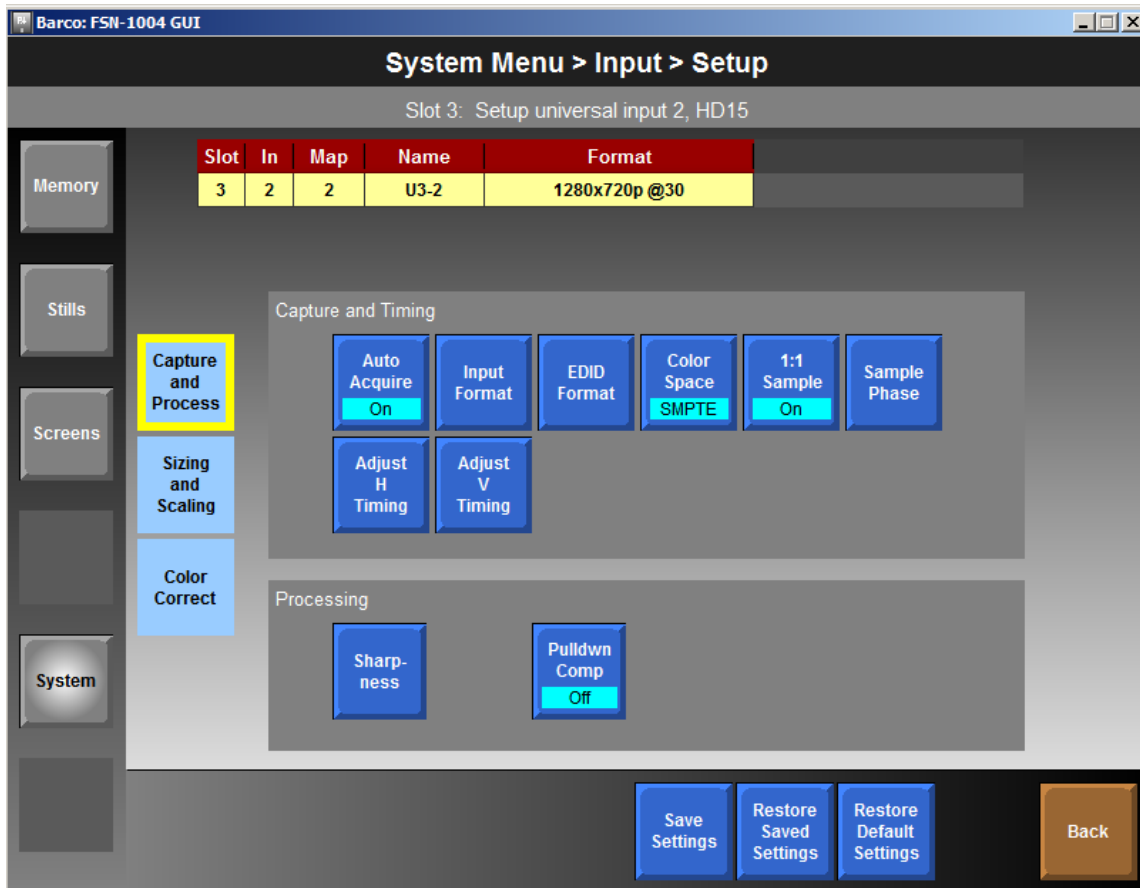 Barco: FSN-1004 GUI
System Menu > Input > Setup
Slot 3: Setup universal input 2, HD15
Slot In Map Name Format
3 2 2 U3-2 1280x720p @30
Memory
Stills
Screens
System
Capture
and
Process
Sizing
and
Scaling
Color
Correct
Capture and Timing
Auto
Acquire
On
Input
Format
EDID
Format
Color
Space
SMPTE
1:1
Sample
On
Sample
Phase
Adjust
H
Timing
Adjust
V
Timing
Processing
Sharp-
ness
Pulldwn
Comp
Off
Save
Settings
Restore
Saved
Settings
Restore
Default
Settings
Back